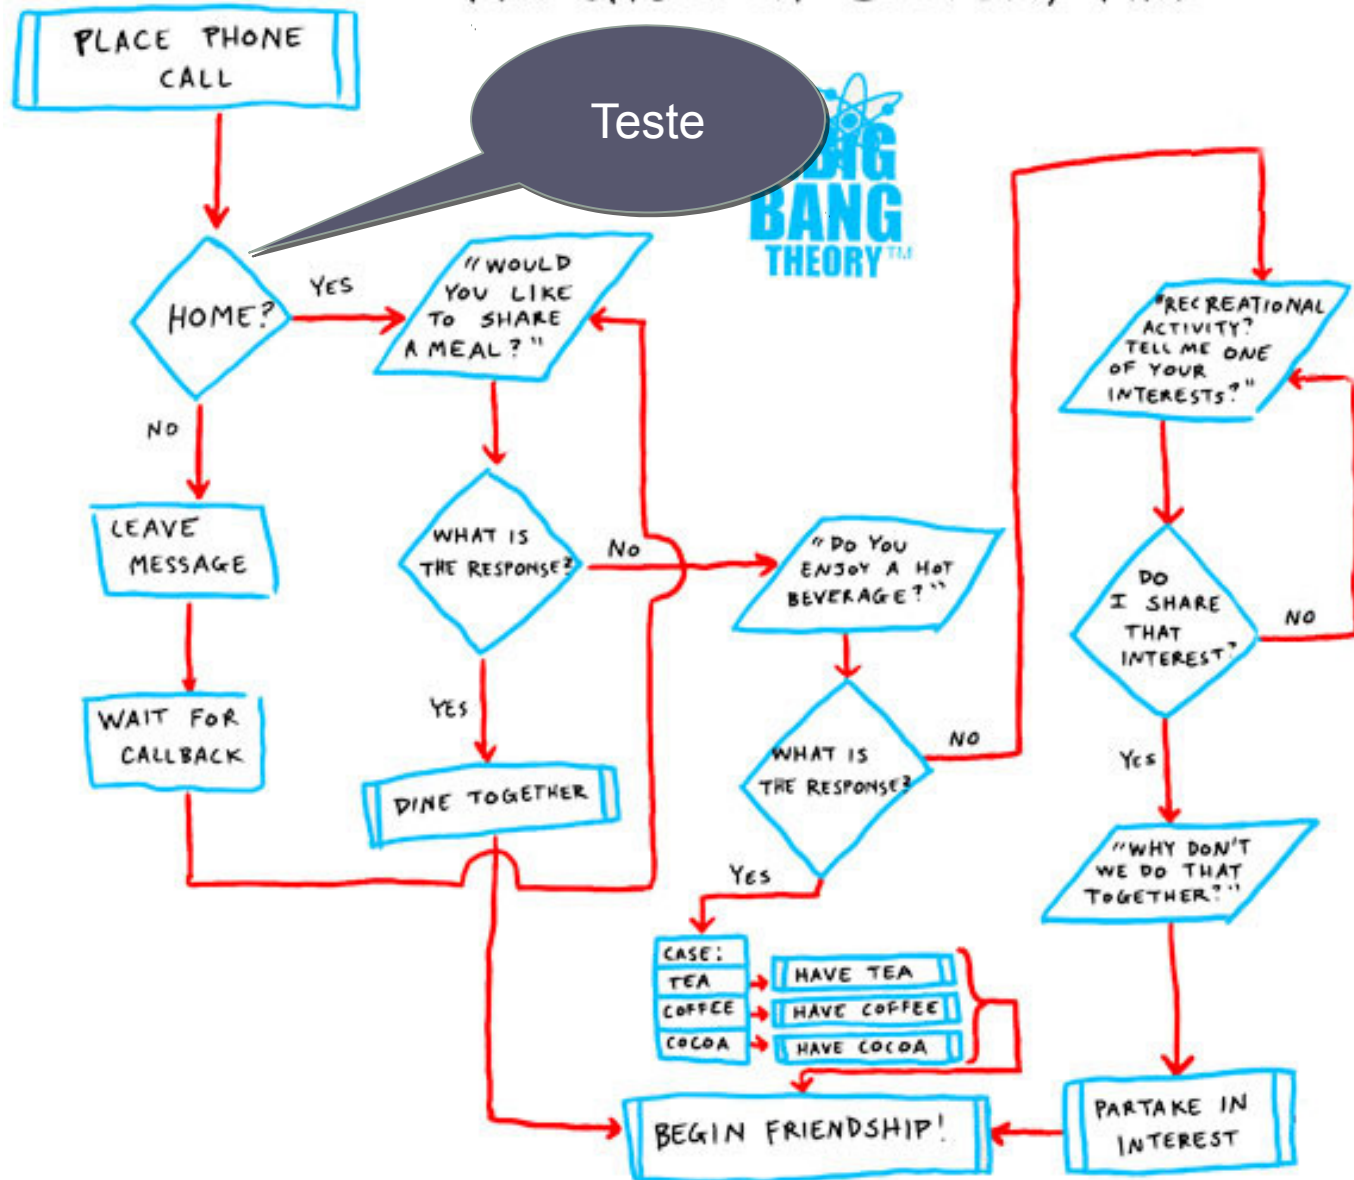 PLACE PHONE
CALL
Teste
BIG
BANG
THEORY™
HOME?
YES
"WOULD
YOU LIKE
TO SHARE
A MEAL?"
"RECREATIONAL
ACTIVITY?
TELL ME ONE
OF YOUR
INTERESTS?"
NO
LEAVE
MESSAGE
WHAT IS
THE RESPONSE?
NO
"DO YOU
ENJOY A HOT
BEVERAGE?"
DO
I SHARE
THAT
INTEREST?
NO
WAIT FOR
CALLBACK
YES
DINE TOGETHER
WHAT IS
THE RESPONSE?
NO
YES
"WHY DON'T
WE DO THAT
TOGETHER?"
YES
CASE:
TEA
HAVE TEA
COFFEE
HAVE COFFEE
COCOA
HAVE COCOA
BEGIN FRIENDSHIP!
PARTAKE IN
INTEREST